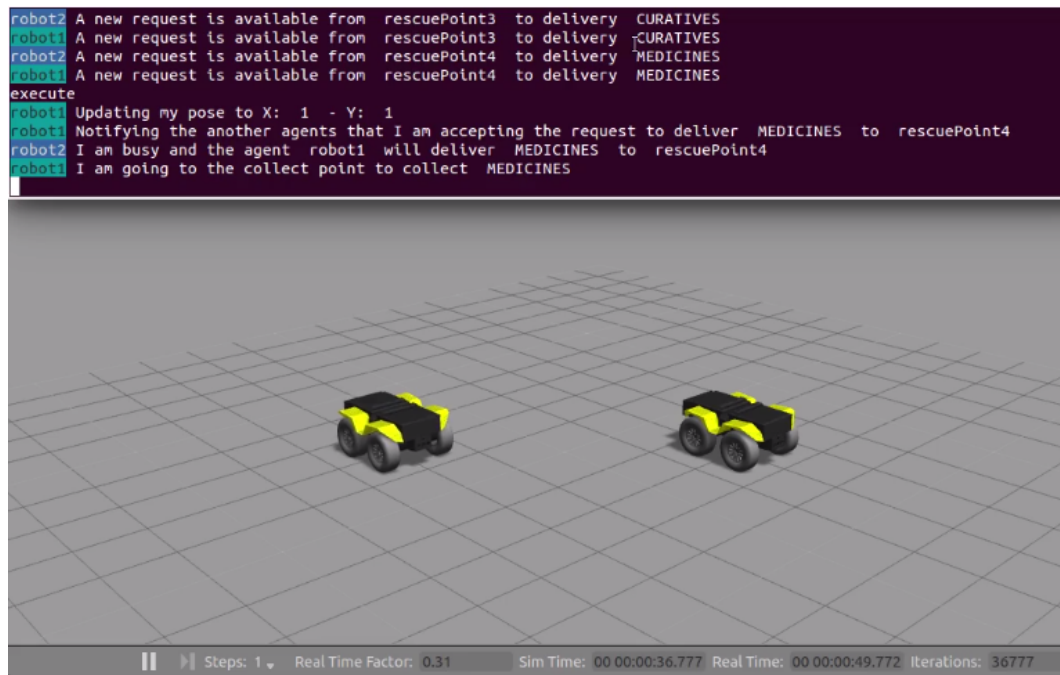 robot2 A new request is available from rescuePoint3 to delivery CURATIVES
robot1 A new request is available from rescuePoint3 to delivery CURATIVES
robot2 A new request is available from rescuePoint4 to delivery MEDICINES
robot1 A new request is available from rescuePoint4 to delivery MEDICINES
execute
robot1 Updating my pose to X: 1 - Y: 1
robot1 Notifying the another agents that I am accepting the request to deliver MEDICINES to rescuePoint4
robot2 I am busy and the agent robot1 will deliver MEDICINES to rescuePoint4
robot1 I am going to the collect point to collect MEDICINES
Steps: 1 Real Time Factor: 0.31 Sim Time: 00 00:00:36.777 Real Time: 00 00:00:49.772 Iterations: 36777